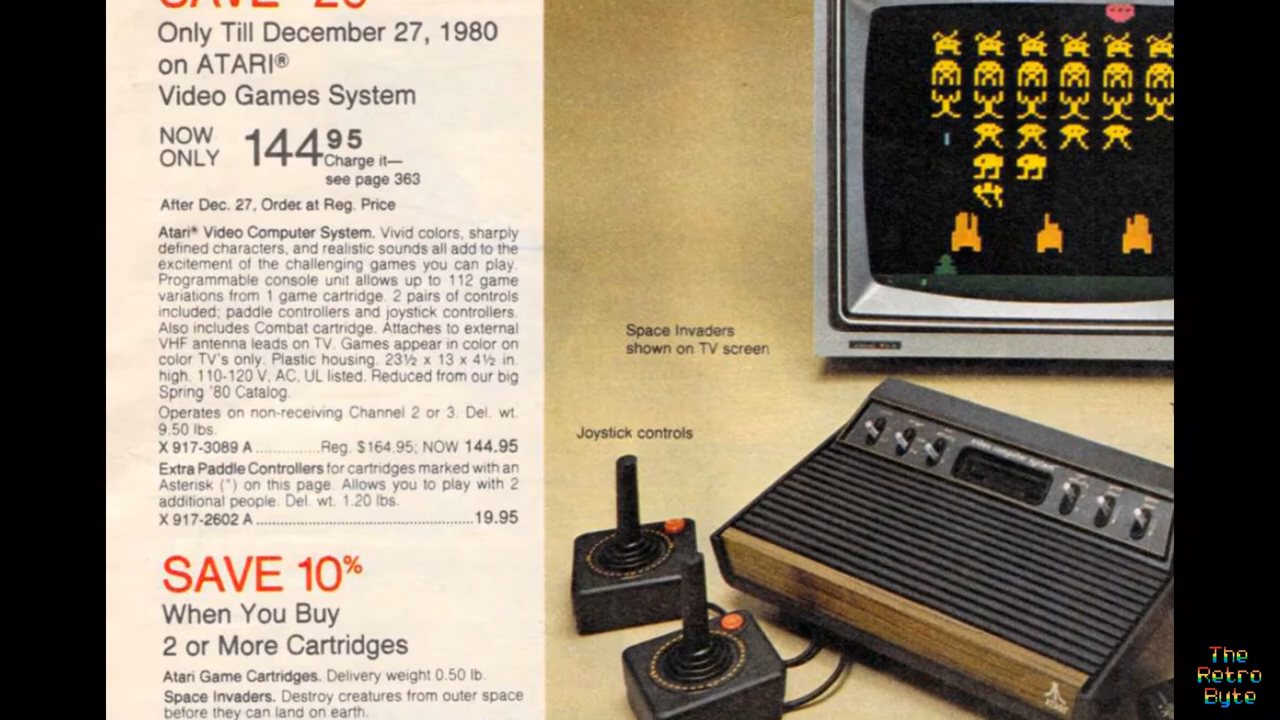 SAVE $20
Only Till December 27, 1980
on ATARI®
Video Games System
NOW
ONLY
144 95
Charge it—
see page 363
After Dec. 27, Order at Reg. Price
Atari® Video Computer System. Vivid colors, sharply
defined characters, and realistic sounds all add to the
excitement of the challenging games you can play.
Programmable console unit allows up to 112 game
variations from 1 game cartridge. 2 pairs of controls
included; paddle controllers and joystick controllers.
Also includes Combat cartridge. Attaches to external
VHF antenna leads on TV. Games appear in color on
color TV's only. Plastic housing. 23½ x 13 x 4½ in.
high. 110-120 V, AC, UL listed. Reduced from our big
Spring '80 Catalog.
Operates on non-receiving Channel 2 or 3. Del. wt.
9.50 lbs.
X 917-3089 A.............Reg. $164.95; NOW 144.95
Extra Paddle Controllers for cartridges marked with an
Asterisk (*) on this page. Allows you to play with 2
additional people. Del. wt. 1.20 lbs.
X 917-2602 A.............................................19.95
SAVE 10%
When You Buy
2 or More Cartridges
Atari Game Cartridges. Delivery weight 0.50 lb.
Space Invaders. Destroy creatures from outer space
before they can land on earth.
Space Invaders
shown on TV screen
Joystick controls
The
Retro
Byte